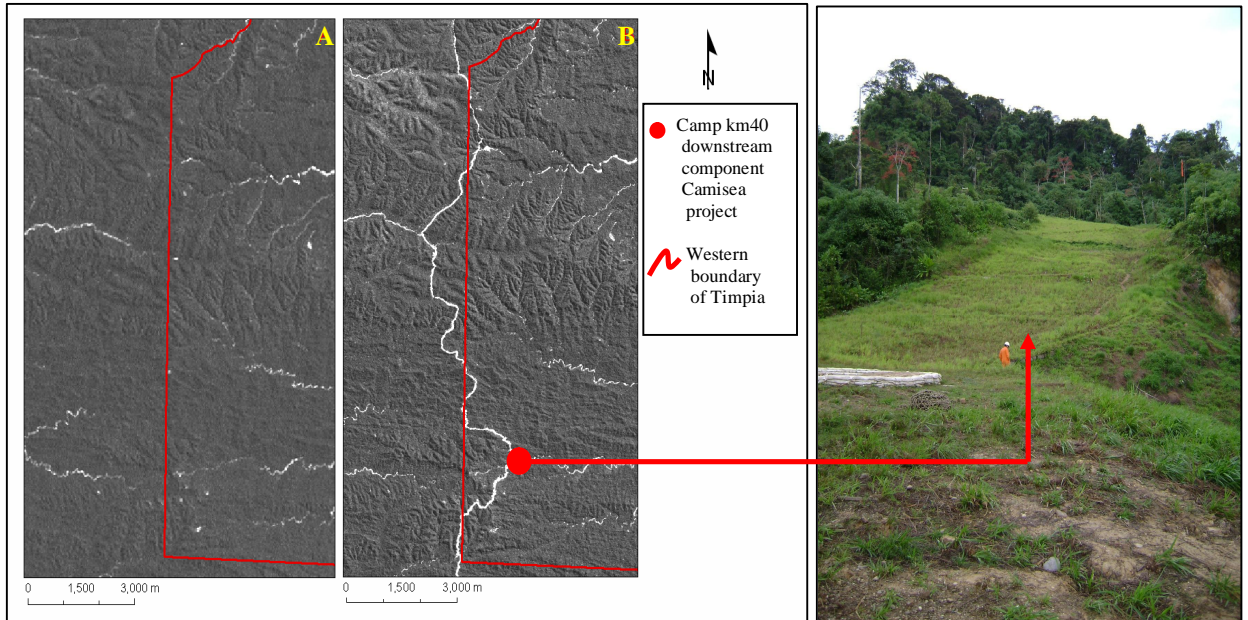 A
B
N
Camp km40
downstream
component
Camisea
project
Western
boundary
of Timpia
0 1,500 3,000 m
0 1,500 3,000 m